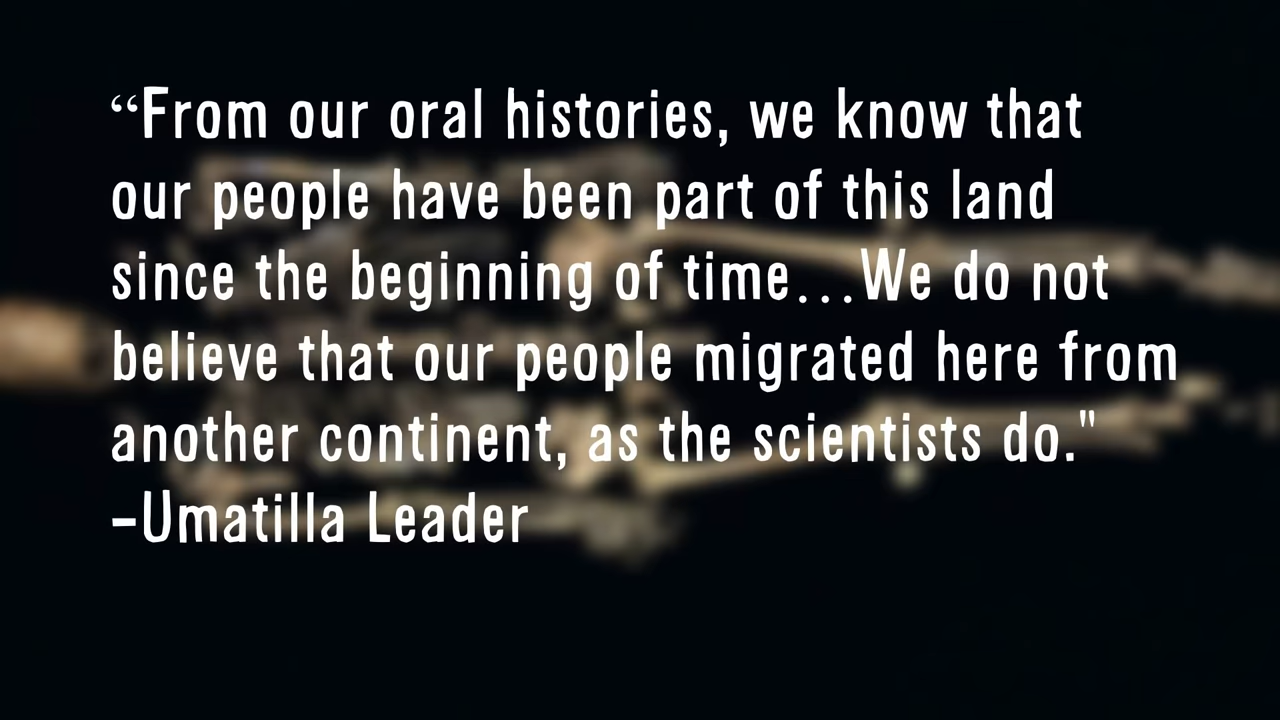 “From our oral histories, we know that
our people have been part of this land
since the beginning of time...We do not
believe that our people migrated here from
another continent, as the scientists do."
-Umatilla Leader